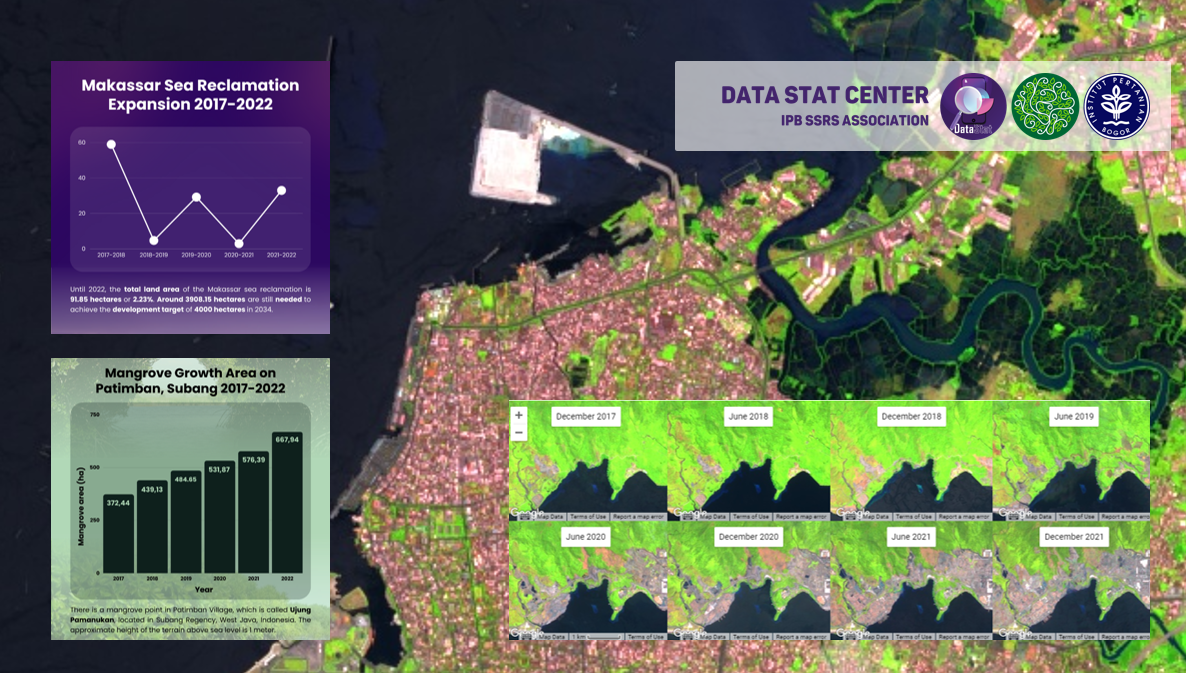 Makassar Sea Reclamation
Expansion 2017-2022
60
40
20
0
2017-2018
2018-2019
2019-2020
2020-2021
2021-2022
Until 2022, the total land area of the Makassar sea reclamation is
91.85 hectares or 2.23%. Around 3908.15 hectares are still needed to
achieve the development target of 4000 hectares in 2034.
DATA STAT CENTER
IPB SSRS ASSOCIATION
+DataStat
INSTITUT PERTANIAN
BOGOR
Mangrove Growth Area on
Patimban, Subang 2017-2022
750
500
250
0
Mangrove area (ha)
372,44
439,13
484.65
531,87
576,39
667,94
2017
2018
2019
2020
2021
2022
Year
There is a mangrove point in Patimban Village, which is called Ujung
Pamanukan, located in Subang Regency, West Java, Indonesia. The
approximate height of the terrain above sea level is 1 meter.
+
−
December 2017
June 2018
December 2018
June 2019
Google Map Data Terms of Use Report a map error
Google Map Data Terms of Use Report a map error
Google Map Data Terms of Use Report a map error
Google Map Data Terms of Use Report a map error
June 2020
December 2020
June 2021
December 2021
Google Map Data 1 km Terms of Use
Google Map Data Terms of Use Report a map error
Google Map Data Terms of Use Report a map error
Google Map Data Terms of Use Report a map error